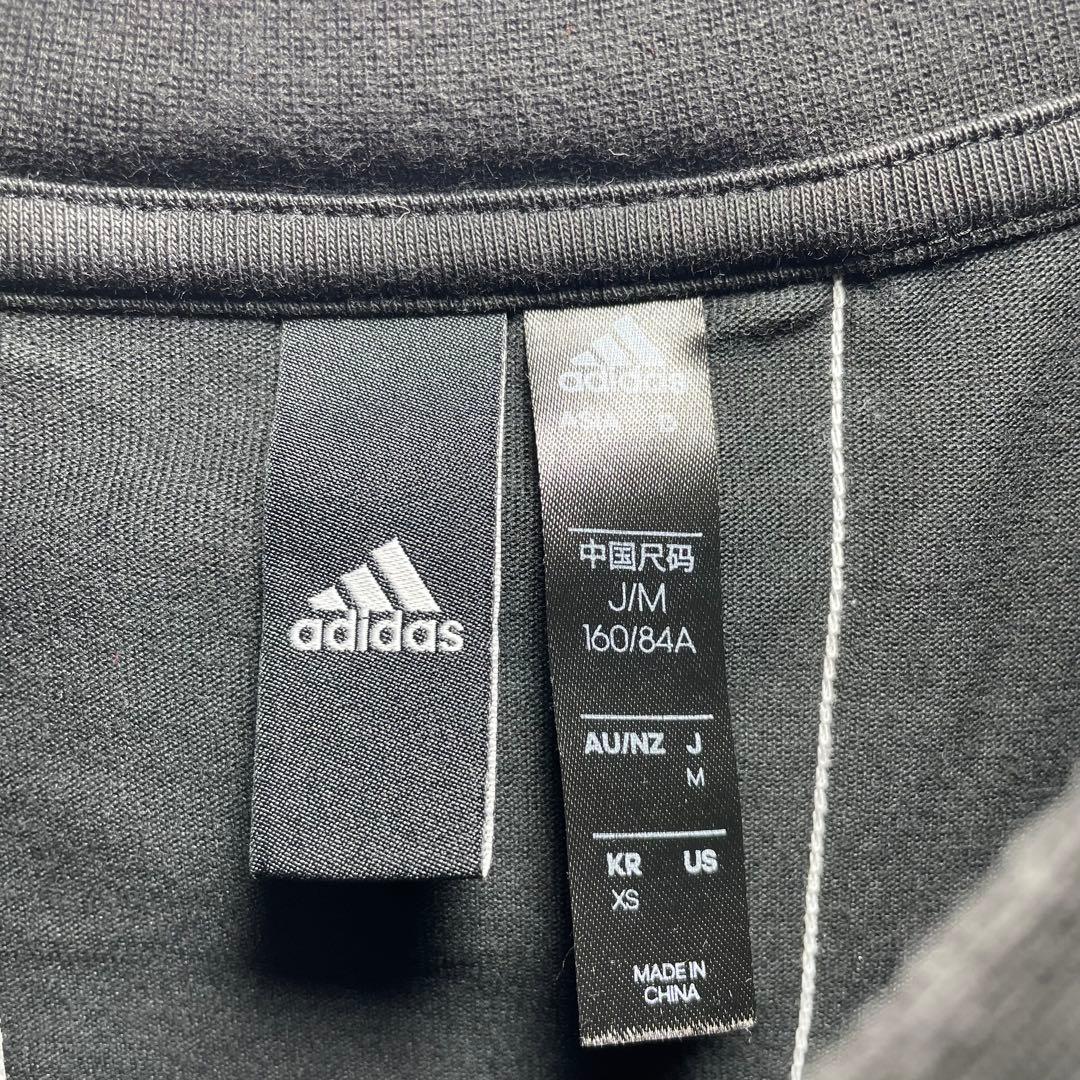 adidas
adidas
中国尺码
J/M
160/84A
AU/NZ J
M
KR US
XS
MADE IN
CHINA